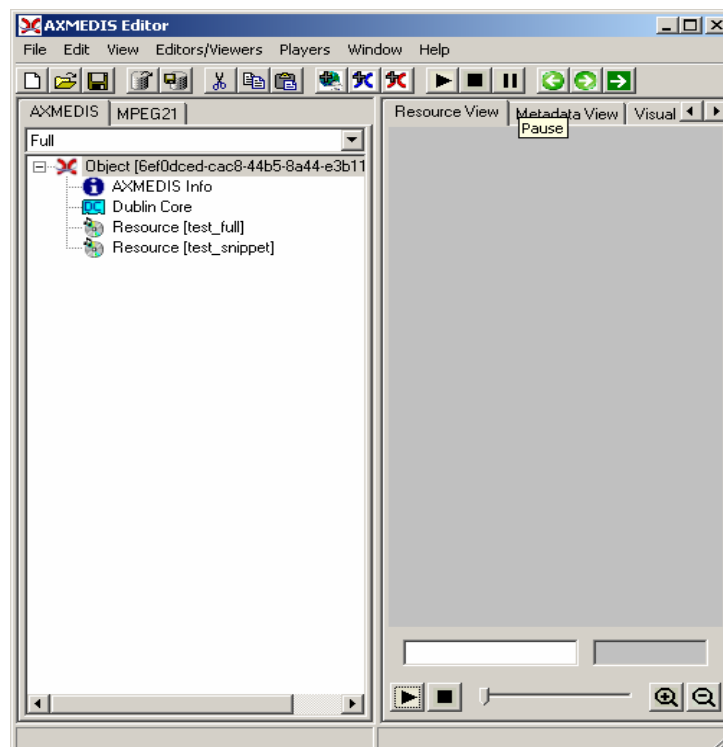 AXMEDIS Editor
File Edit View Editors/Viewers Players Window Help
AXMEDIS MPEG21
Resource View Metadata View Visual
Pause
Full
Object [6ef0dced-cac8-44b5-8a44-e3b11
AXMEDIS Info
DC Dublin Core
Resource [test_full]
Resource [test_snippet]